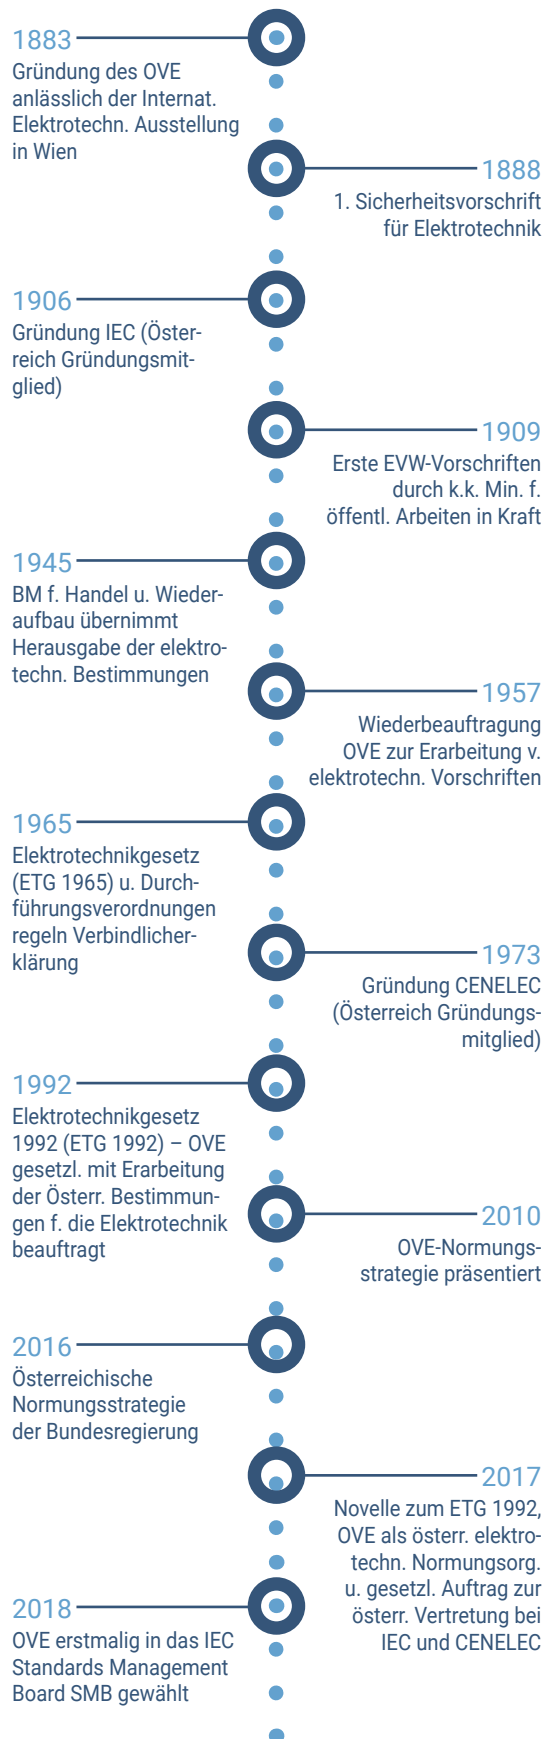 1883
Gründung des OVE
anlässlich der Internat.
Elektrotechn. Ausstellung
in Wien
1888
1. Sicherheitsvorschrift
für Elektrotechnik
1906
Gründung IEC (Öster-
reich Gründungsmit-
glied)
1909
Erste EVW-Vorschriften
durch k.k. Min. f.
öffentl. Arbeiten in Kraft
1945
BM f. Handel u. Wieder-
aufbau übernimmt
Herausgabe der elektro-
techn. Bestimmungen
1957
Wiederbeauftragung
OVE zur Erarbeitung v.
elektrotechn. Vorschriften
1965
Elektrotechnikgesetz
(ETG 1965) u. Durch-
führungsverordnungen
regeln Verbindlicher-
klärung
1973
Gründung CENELEC
(Österreich Gründungs-
mitglied)
1992
Elektrotechnikgesetz
1992 (ETG 1992) – OVE
gesetzl. mit Erarbeitung
der Österr. Bestimmun-
gen f. die Elektrotechnik
beauftragt
2010
OVE-Normungs-
strategie präsentiert
2016
Österreichische
Normungsstrategie
der Bundesregierung
2017
Novelle zum ETG 1992,
OVE als österr. elektro-
techn. Normungsorg.
u. gesetzl. Auftrag zur
österr. Vertretung bei
IEC und CENELEC
2018
OVE erstmalig in das IEC
Standards Management
Board SMB gewählt